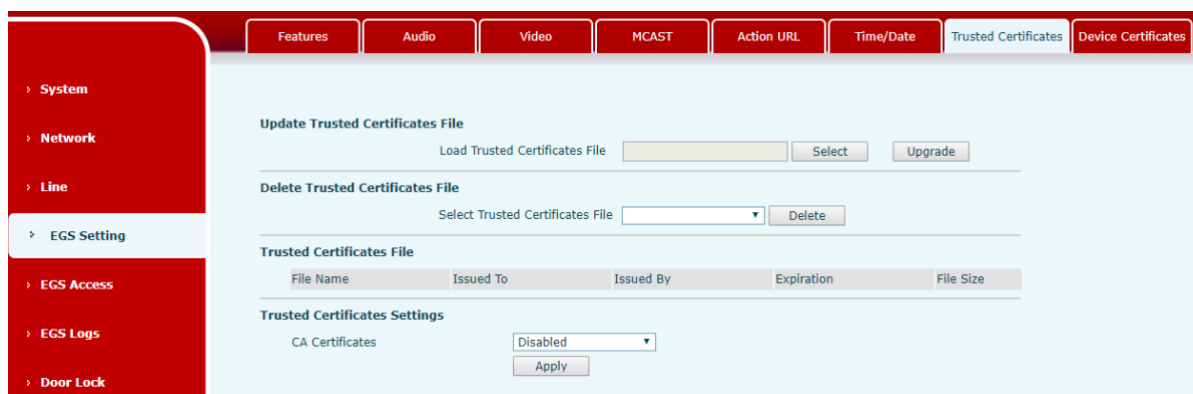 Features Audio Video MCAST Action URL Time/Date Trusted Certificates Device Certificates
› System
› Network
› Line
› EGS Setting
› EGS Access
› EGS Logs
› Door Lock
Update Trusted Certificates File
Load Trusted Certificates File Select Upgrade
Delete Trusted Certificates File
Select Trusted Certificates File Delete
Trusted Certificates File
File Name Issued To Issued By Expiration File Size
Trusted Certificates Settings
CA Certificates Disabled
Apply